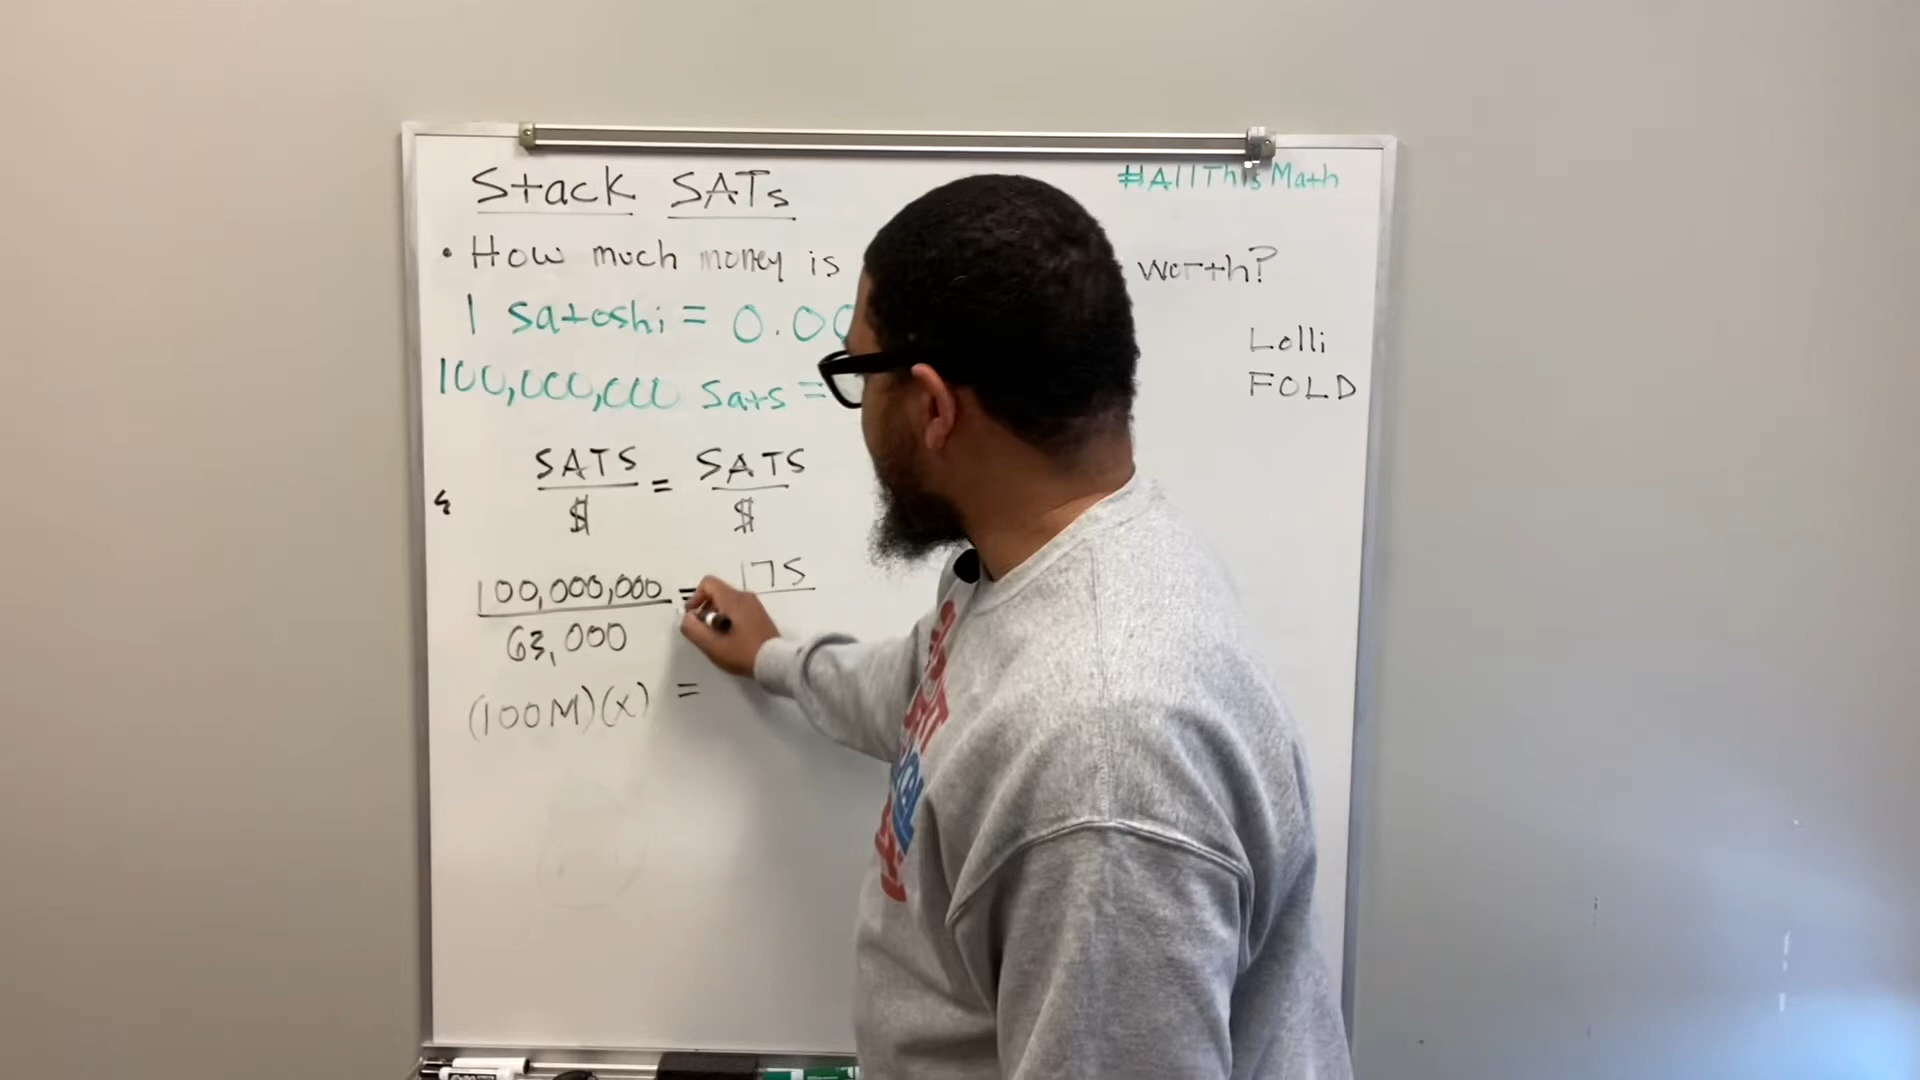 Stack SATs
#AllThisMath
• How much money is worth?
1 satoshi = 0.00
Lolli
100,000,000 sats =
FOLD
SATS = SATS
$ $
100,000,000 = 175
63,000
(100M)(x) =